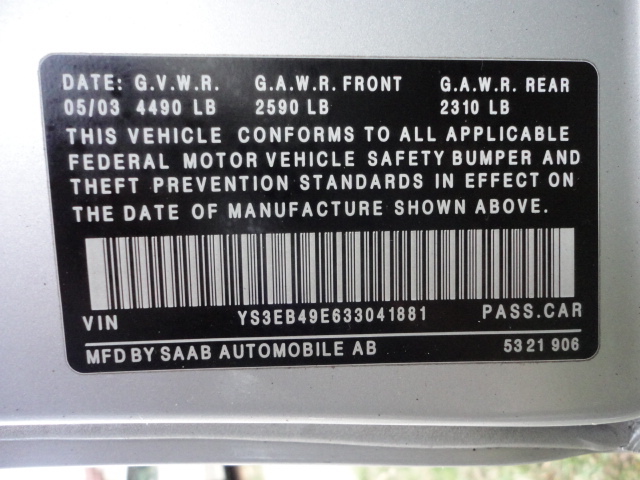 DATE: G.V.W.R. G.A.W.R. FRONT G.A.W.R. REAR
05/03 4490 LB 2590 LB 2310 LB
THIS VEHICLE CONFORMS TO ALL APPLICABLE
FEDERAL MOTOR VEHICLE SAFETY BUMPER AND
THEFT PREVENTION STANDARDS IN EFFECT ON
THE DATE OF MANUFACTURE SHOWN ABOVE.
VIN YS3EB49E633041881 PASS.CAR
MFD BY SAAB AUTOMOBILE AB 5321906